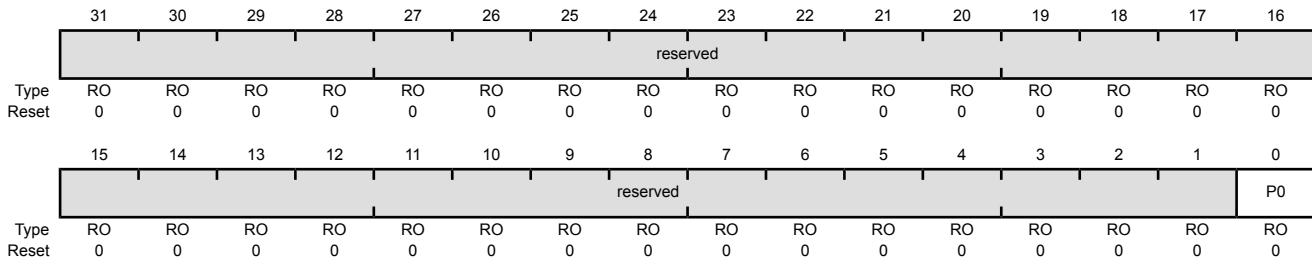 31 30 29 28 27 26 25 24 23 22 21 20 19 18 17 16
reserved
Type RO RO RO RO RO RO RO RO RO RO RO RO RO RO RO RO
Reset 0 0 0 0 0 0 0 0 0 0 0 0 0 0 0 0
15 14 13 12 11 10 9 8 7 6 5 4 3 2 1 0
reserved P0
Type RO RO RO RO RO RO RO RO RO RO RO RO RO RO RO RO
Reset 0 0 0 0 0 0 0 0 0 0 0 0 0 0 0 0